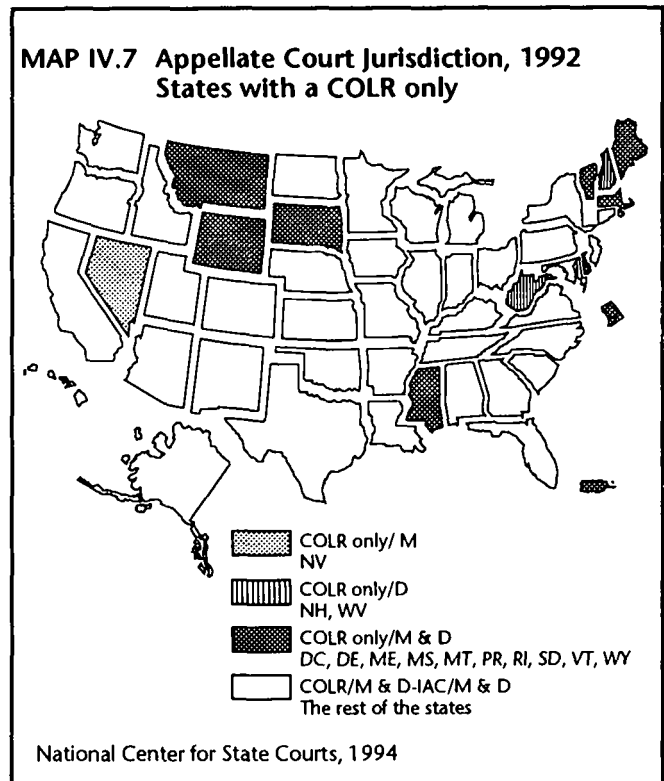 MAP IV.7 Appellate Court Jurisdiction, 1992
States with a COLR only
COLR only/ M
NV
COLR only/D
NH, WV
COLR only/M & D
DC, DE, ME, MS, MT, PR, RI, SD, VT, WY
COLR/M & D-IAC/M & D
The rest of the states
National Center for State Courts, 1994